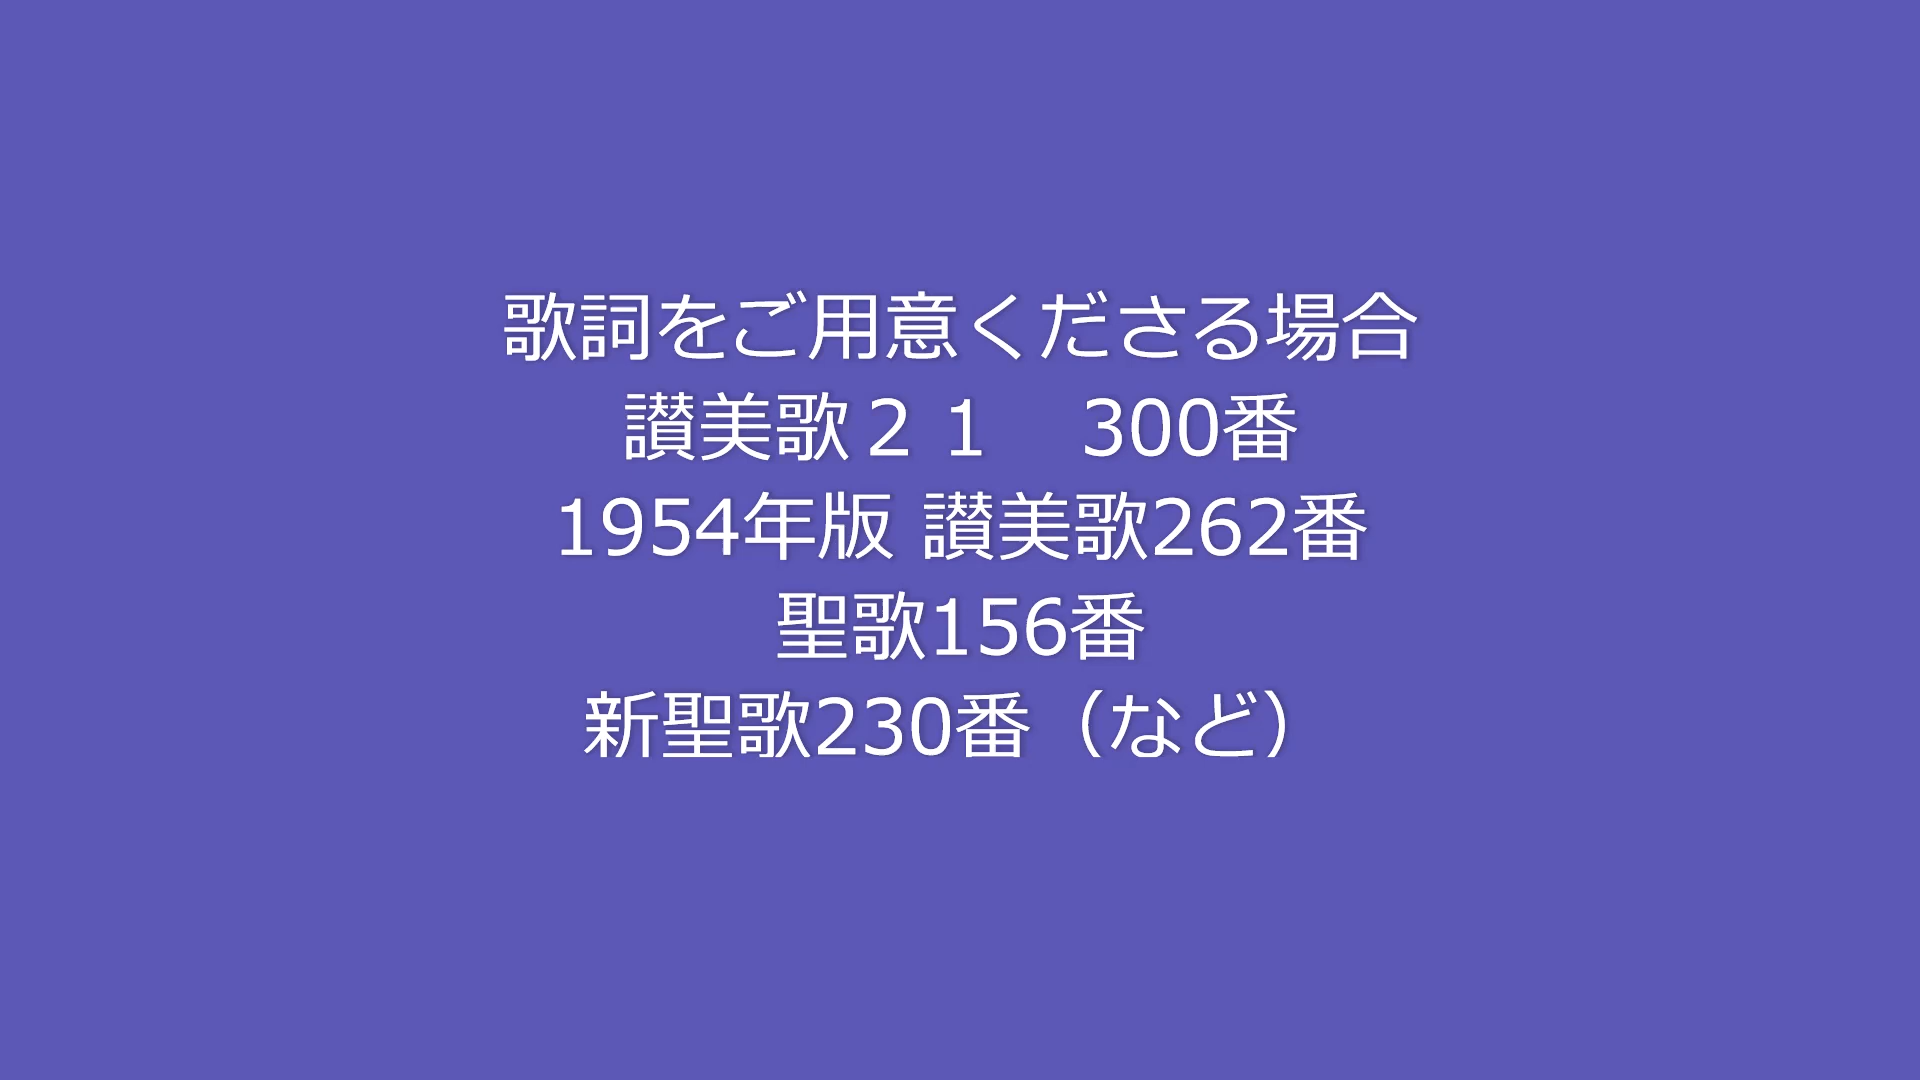 歌詞をご用意くださる場合
讃美歌２１　300番
1954年版 讃美歌262番
聖歌156番
新聖歌230番（など）